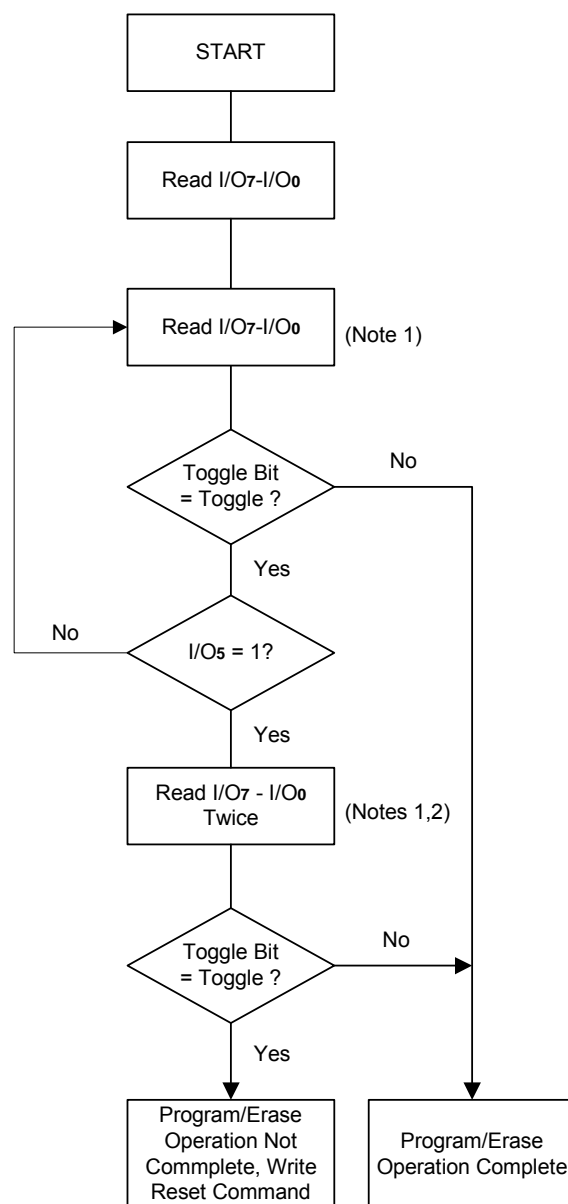 START
Read I/O7-I/O0
Read I/O7-I/O0
(Note 1)
Toggle Bit
= Toggle ?
No
Yes
No
I/O5 = 1?
Yes
Read I/O7 - I/O0
Twice
(Notes 1,2)
Toggle Bit
= Toggle ?
No
Yes
Program/Erase
Operation Not
Commplete, Write
Reset Command
Program/Erase
Operation Complete